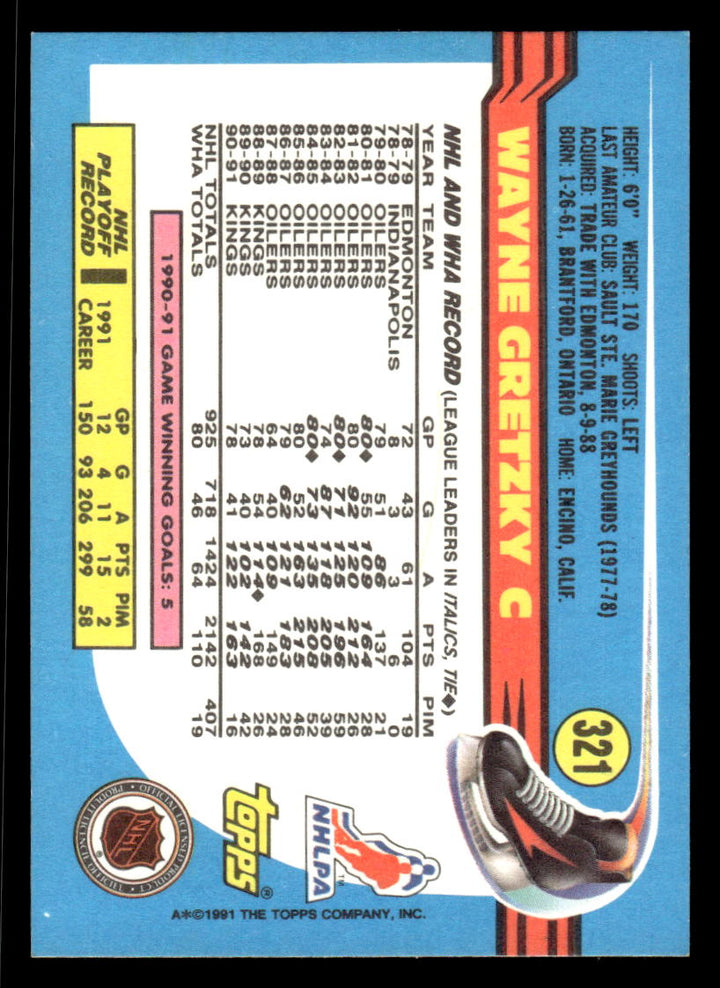 321
HEIGHT: 6'0" WEIGHT: 170 SHOOTS: LEFT
LAST AMATEUR CLUB: SAULT STE. MARIE GREYHOUNDS (1977-78)
ACQUIRED: TRADE WITH EDMONTON, 8-9-88
BORN: 1-26-61, BRANTFORD, ONTARIO HOME: ENCINO, CALIF.
WAYNE GRETZKY C
NHL AND WHA RECORD (LEAGUE LEADERS IN ITALICS, TIE♦)
YEAR TEAM GP G A PTS PIM
78-79 EDMONTON 72 43 61 104 19
78-79 INDIANAPOLIS 8 3 3 6 0
79-80 OILERS 79 51 86 137 21
80-81 OILERS 80♦ 55 109 164 28
81-82 OILERS 80 92 120 212 26
82-83 OILERS 80♦ 71 125 196 59
83-84 OILERS 74 87 118 205 39
84-85 OILERS 80♦ 73 135 208 52
85-86 OILERS 80 52 163 215 46
86-87 OILERS 79 62 121 183 28
87-88 OILERS 64 40 109 149 24
88-89 KINGS 78 54 114♦ 168 26
89-90 KINGS 73 40 102 142 42
90-91 KINGS 78 41 122 163 16
NHL TOTALS 925 718 1424 2142 407
WHA TOTALS 80 46 64 110 19
1990-91 GAME WINNING GOALS: 5
NHL PLAYOFF RECORD
GP G A PTS PIM
1991 12 4 11 15 2
CAREER 150 93 206 299 58
NHLPA TM
topps®
NHL ®
OFFICIAL LICENSED PRODUCT • PRODUIT LICENCIÉ OFFICIEL
A*©1991 THE TOPPS COMPANY, INC.